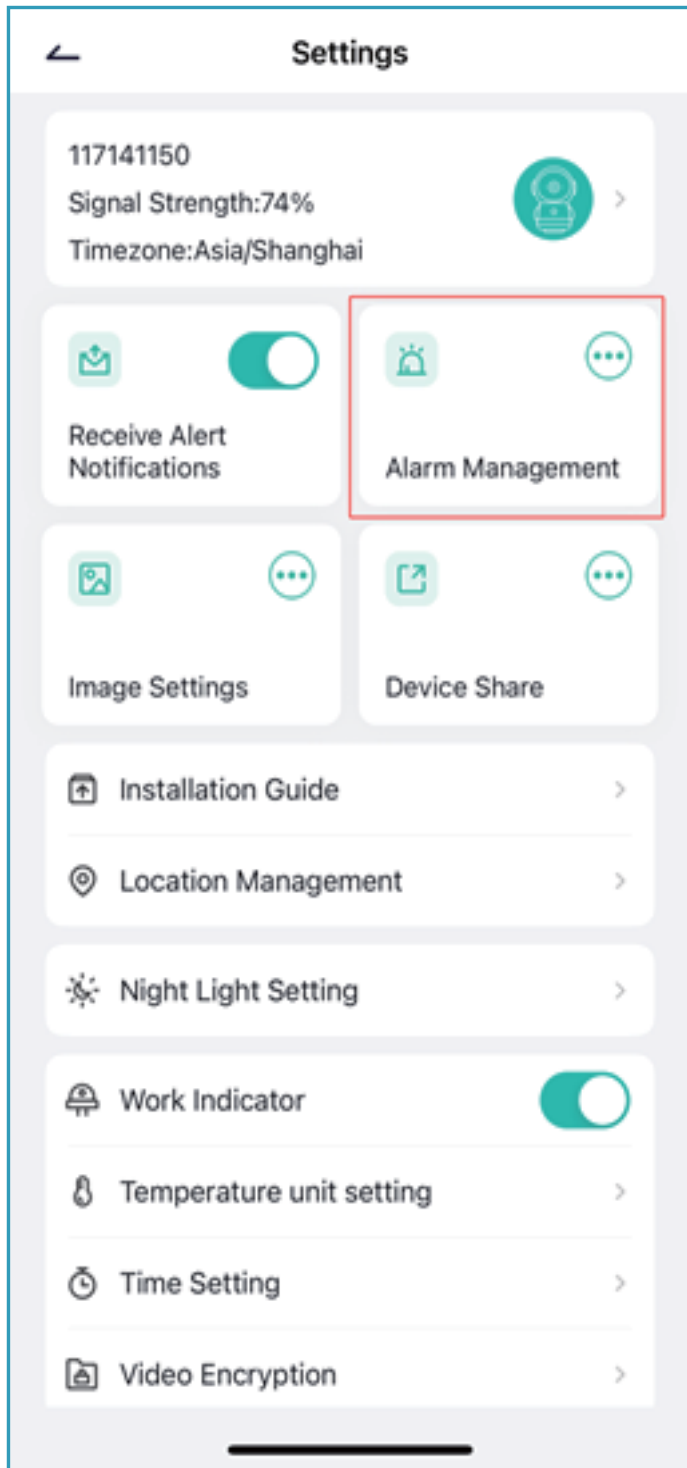 Settings
117141150
Signal Strength:74%
Timezone:Asia/Shanghai
Receive Alert
Notifications
Alarm Management
Image Settings
Device Share
Installation Guide
Location Management
Night Light Setting
Work Indicator
Temperature unit setting
Time Setting
Video Encryption